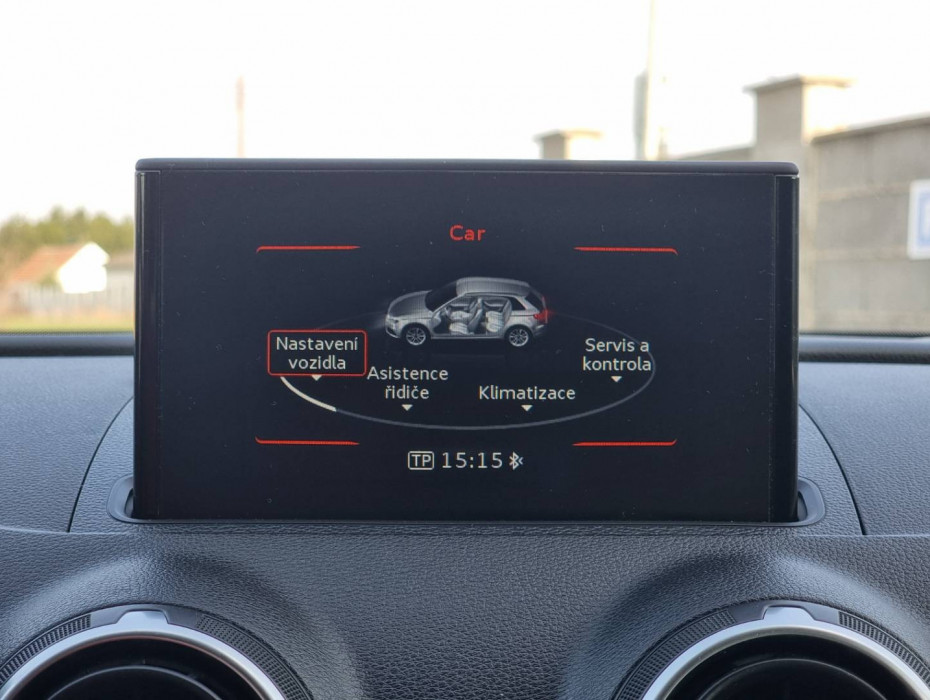 Car
Nastavení
vozidla
Asistence
řidiče
Klimatizace
Servis a
kontrola
TP 15:15